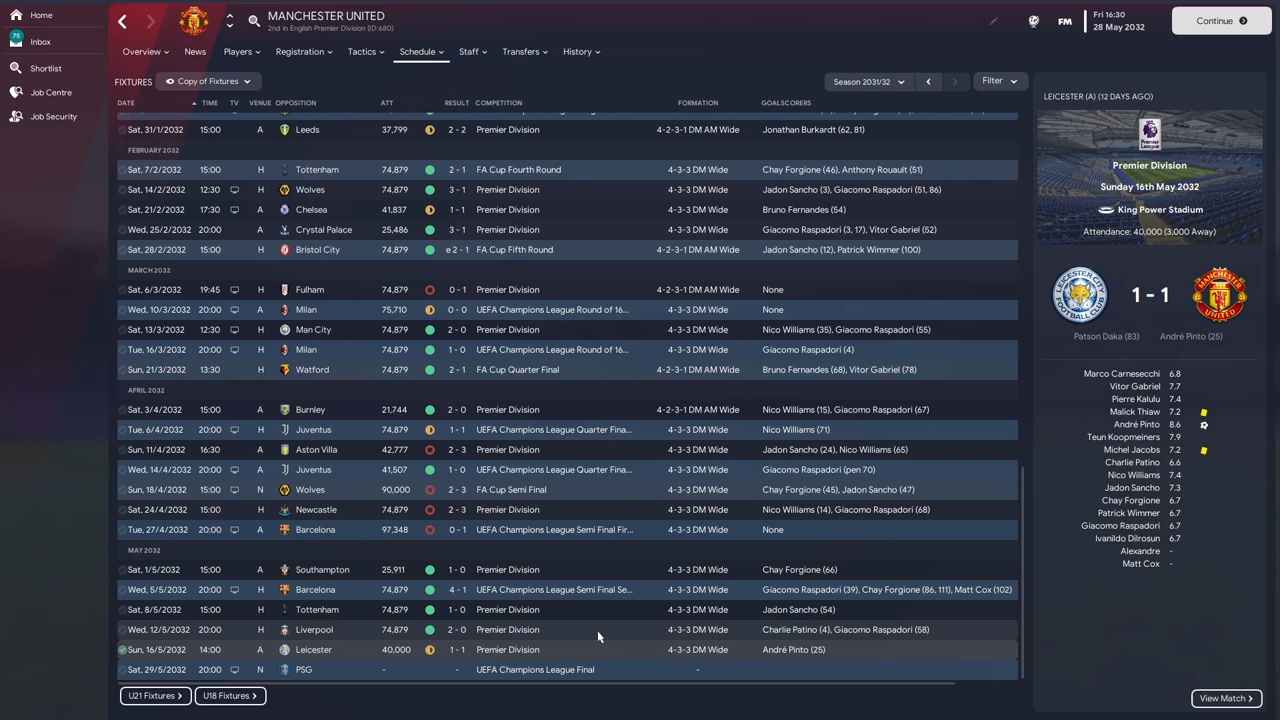 Home
75
Inbox
Shortlist
Job Centre
Job Security
MANCHESTER UNITED
2nd in English Premier Division (ID:680)
FM
Fri 16:30
28 May 2032
Continue
Overview News Players Registration Tactics Schedule Staff Transfers History
FIXTURES Copy of Fixtures Season 2031/32 Filter
DATE TIME TV VENUE OPPOSITION ATT RESULT COMPETITION FORMATION GOALSCORERS
Sat, 31/1/2032 15:00 A Leeds 37,799 2 - 2 Premier Division 4-2-3-1 DM AM Wide Jonathan Burkardt (62, 81)
FEBRUARY 2032
Sat, 7/2/2032 15:00 H Tottenham 74,879 2 - 1 FA Cup Fourth Round 4-3-3 DM Wide Chay Forgione (46), Anthony Rouault (51)
Sat, 14/2/2032 12:30 H Wolves 74,879 3 - 1 Premier Division 4-3-3 DM Wide Jadon Sancho (3), Giacomo Raspadori (51, 86)
Sat, 21/2/2032 17:30 A Chelsea 41,837 1 - 1 Premier Division 4-3-3 DM Wide Bruno Fernandes (54)
Wed, 25/2/2032 20:00 A Crystal Pala... 25,486 3 - 1 Premier Division 4-3-3 DM Wide Giacomo Raspadori (3, 17), Vitor Gabriel (52)
Sat, 28/2/2032 15:00 H Bristol City 74,879 e 2 - 1 FA Cup Fifth Round 4-2-3-1 DM AM Wide Jadon Sancho (12), Patrick Wimmer (100)
MARCH 2032
Sat, 6/3/2032 19:45 H Fulham 74,879 0 - 1 Premier Division 4-2-3-1 DM AM Wide None
Wed, 10/3/2032 20:00 A Milan 75,710 0 - 0 UEFA Champions League Round of 16... 4-3-3 DM Wide None
Sat, 13/3/2032 12:30 H Man City 74,879 2 - 0 Premier Division 4-3-3 DM Wide Nico Williams (35), Giacomo Raspadori (55)
Tue, 16/3/2032 20:00 H Milan 74,879 1 - 0 UEFA Champions League Round of 16... 4-3-3 DM Wide Giacomo Raspadori (4)
Sun, 21/3/2032 13:30 H Watford 74,879 2 - 1 FA Cup Quarter Final 4-2-3-1 DM AM Wide Bruno Fernandes (68), Vitor Gabriel (78)
APRIL 2032
Sat, 3/4/2032 15:00 A Burnley 21,744 2 - 0 Premier Division 4-2-3-1 DM AM Wide Nico Williams (15), Giacomo Raspadori (67)
Tue, 6/4/2032 20:00 H Juventus 74,879 1 - 1 UEFA Champions League Quarter Fina... 4-3-3 DM Wide Nico Williams (71)
Sun, 11/4/2032 16:30 A Aston Villa 42,777 2 - 3 Premier Division 4-3-3 DM Wide Jadon Sancho (24), Nico Williams (65)
Wed, 14/4/2032 20:00 A Juventus 41,507 1 - 0 UEFA Champions League Quarter Fina... 4-3-3 DM Wide Giacomo Raspadori (pen 70)
Sun, 18/4/2032 15:00 N Wolves 90,000 2 - 3 FA Cup Semi Final 4-3-3 DM Wide Chay Forgione (45), Jadon Sancho (47)
Sat, 24/4/2032 15:00 H Newcastle 74,879 2 - 3 Premier Division 4-3-3 DM Wide Nico Williams (14), Giacomo Raspadori (68)
Tue, 27/4/2032 20:00 A Barcelona 97,348 0 - 1 UEFA Champions League Semi Final Fir... 4-3-3 DM Wide None
MAY 2032
Sat, 1/5/2032 15:00 A Southampton 25,911 1 - 0 Premier Division 4-3-3 DM Wide Chay Forgione (66)
Wed, 5/5/2032 20:00 H Barcelona 74,879 4 - 1 UEFA Champions League Semi Final Se... 4-3-3 DM Wide Giacomo Raspadori (39), Chay Forgione (86, 111), Matt Cox (102)
Sat, 8/5/2032 15:00 H Tottenham 74,879 1 - 0 Premier Division 4-3-3 DM Wide Jadon Sancho (54)
Wed, 12/5/2032 20:00 H Liverpool 74,879 2 - 0 Premier Division 4-3-3 DM Wide Charlie Patino (4), Giacomo Raspadori (58)
Sun, 16/5/2032 14:00 A Leicester 40,000 1 - 1 Premier Division 4-3-3 DM Wide André Pinto (25)
Sat, 29/5/2032 20:00 N PSG - - UEFA Champions League Final -
U21 Fixtures U18 Fixtures
LEICESTER (A) (12 DAYS AGO)
Premier Division
Sunday 16th May 2032
King Power Stadium
Attendance: 40,000 (3,000 Away)
1 - 1
Patson Daka (83) André Pinto (25)
Marco Carnesecchi 6.8
Vitor Gabriel 7.7
Pierre Kalulu 7.4
Malick Thiaw 7.2
André Pinto 8.6
Teun Koopmeiners 7.9
Michel Jacobs 7.2
Charlie Patino 6.6
Nico Williams 7.4
Jadon Sancho 7.3
Chay Forgione 6.7
Patrick Wimmer 6.7
Giacomo Raspadori 6.7
Ivanildo Dilrosun 6.7
Alexandre -
Matt Cox -
View Match